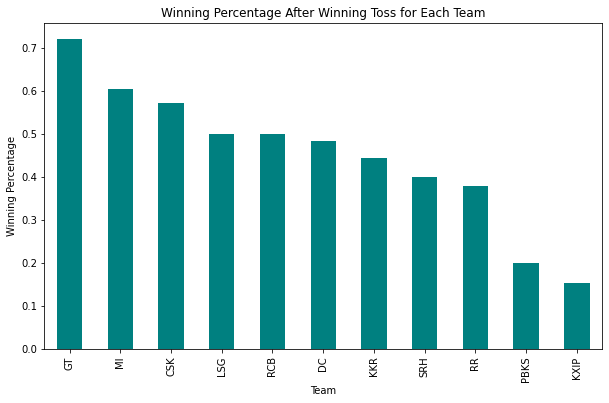 Winning Percentage After Winning Toss for Each Team
Winning Percentage
0.7
0.6
0.5
0.4
0.3
0.2
0.1
0.0
GT
MI
CSK
LSG
RCB
DC
KKR
SRH
RR
PBKS
KXIP
Team